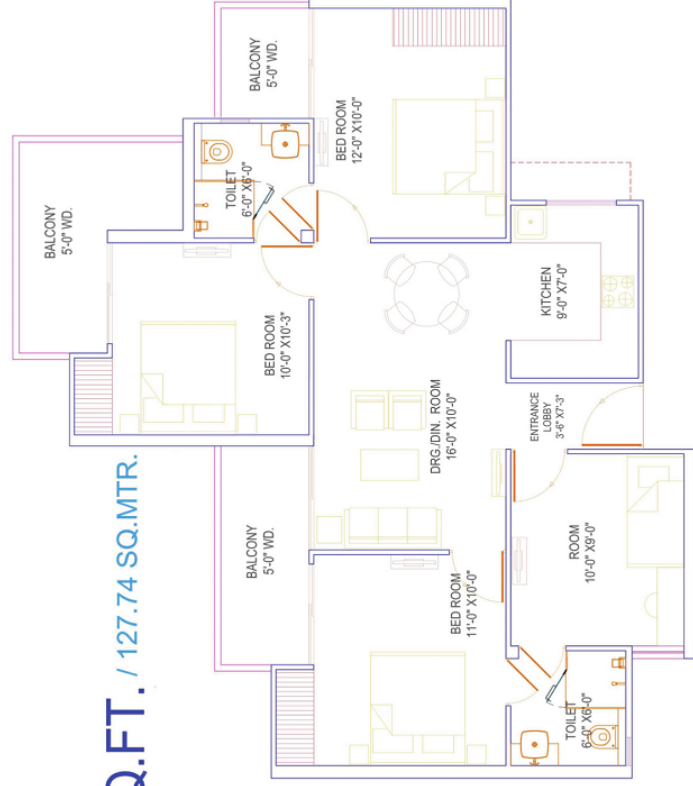 Q.FT. / 127.74 SQ.MTR.
BALCONY
5'-0" WD.
BALCONY
5'-0" WD.
BED ROOM
12'-0" X10'-0"
TOILET
6'-0" X6'-0"
BED ROOM
10'-0" X10'-3"
KITCHEN
9'-0" X7'-0"
DRG./DIN. ROOM
16'-0" X10'-0"
ENTRANCE
LOBBY
3'-6" X7'-3"
BALCONY
5'-0" WD.
BED ROOM
11'-0" X10'-0"
ROOM
10'-0" X9'-0"
TOILET
6'-0" X6'-0"